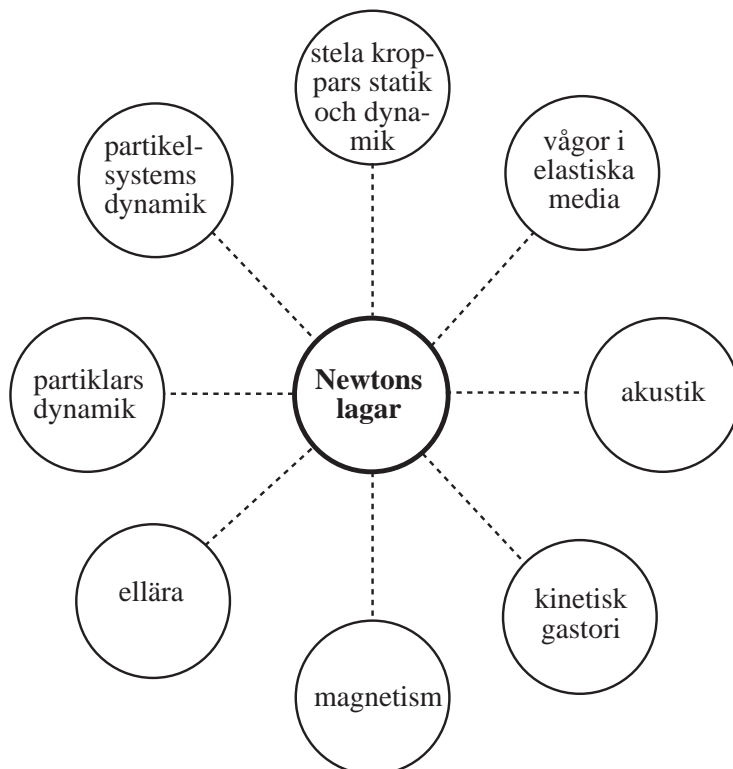 stela krop-
pars statik
och dyna-
mik
partikel-
systems
dynamik
vågor i
elastiska
media
partiklars
dynamik
Newtons
lagar
akustik
ellära
kinetisk
gastori
magnetism